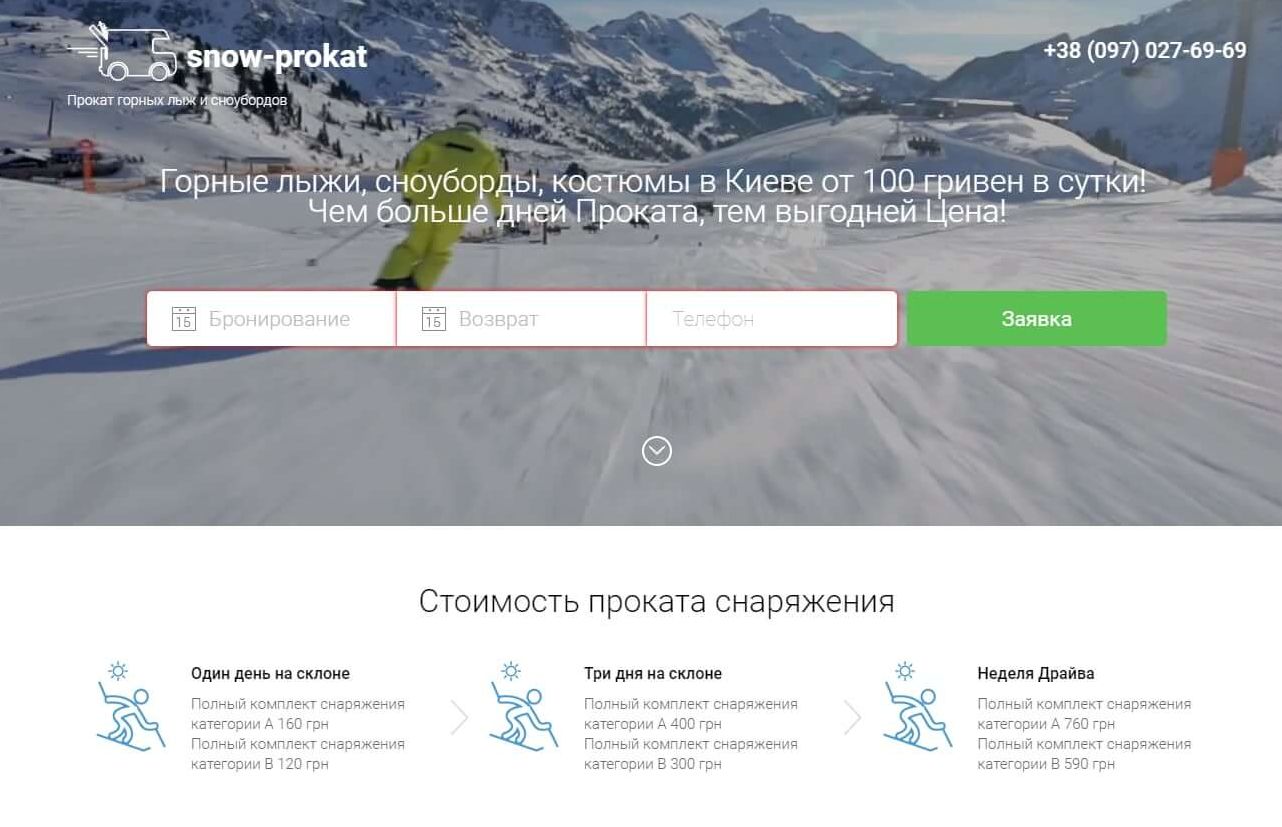 snow-prokat
+38 (097) 027-69-69
Прокат горных лыж и сноубордов
Горные лыжи, сноуборды, костюмы в Киеве от 100 гривен в сутки!
Чем больше дней Проката, тем выгодней Цена!
15 Бронирование
15 Возврат
Телефон
Заявка
Стоимость проката снаряжения
Один день на склоне
Полный комплект снаряжения
категории А 160 грн
Полный комплект снаряжения
категории В 120 грн
Три дня на склоне
Полный комплект снаряжения
категории А 400 грн
Полный комплект снаряжения
категории В 300 грн
Неделя Драйва
Полный комплект снаряжения
категории А 760 грн
Полный комплект снаряжения
категории В 590 грн